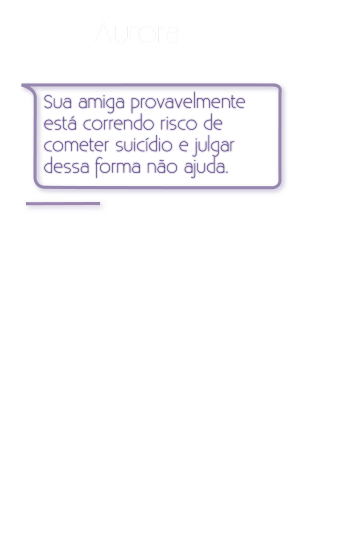 Aurora
Sua amiga provavelmente
está correndo risco de
cometer suicídio e julgar
dessa forma não ajuda.